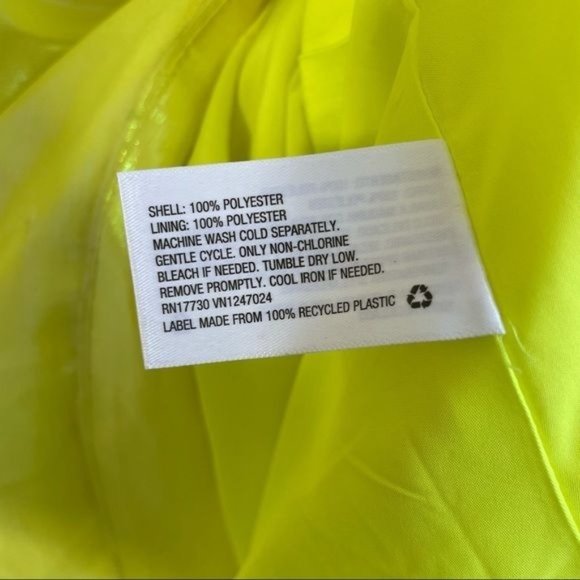 SHELL: 100% POLYESTER
LINING: 100% POLYESTER
MACHINE WASH COLD SEPARATELY.
GENTLE CYCLE. ONLY NON-CHLORINE
BLEACH IF NEEDED. TUMBLE DRY LOW.
REMOVE PROMPTLY. COOL IRON IF NEEDED.
RN17730 VN1247024
LABEL MADE FROM 100% RECYCLED PLASTIC